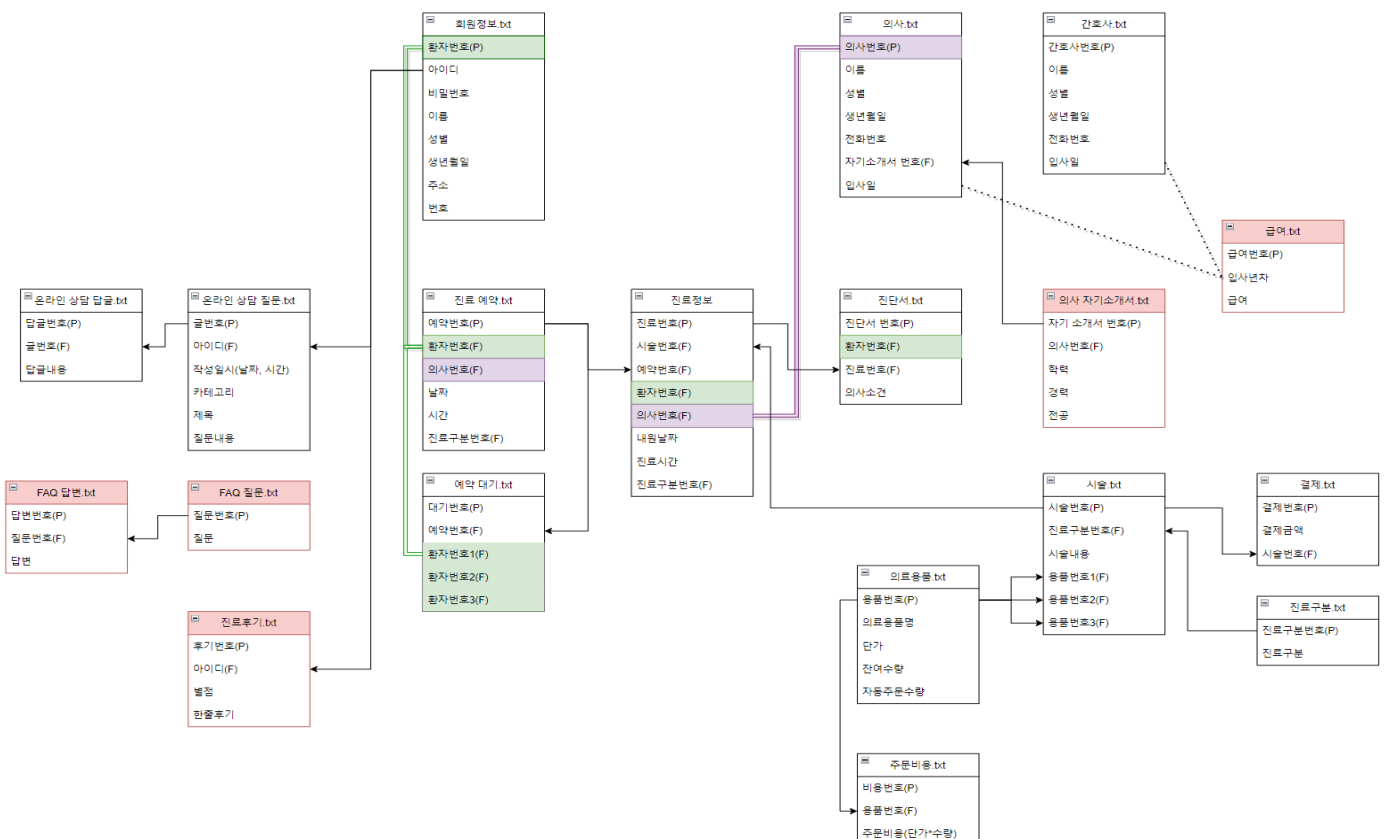 회원정보.txt
환자번호(P)
아이디
비밀번호
이름
성별
생년월일
주소
번호
의사.txt
의사번호(P)
이름
성별
생년월일
전화번호
자기소개서 번호(F)
입사일
간호사.txt
간호사번호(P)
이름
성별
생년월일
전화번호
입사일
급여.txt
급여번호(P)
입사년차
급여
온라인 상담 답글.txt
답글번호(P)
글번호(F)
답글내용
온라인 상담 질문.txt
글번호(P)
아이디(F)
작성일시(날짜, 시간)
카테고리
제목
질문내용
진료 예약.txt
예약번호(P)
환자번호(F)
의사번호(F)
날짜
시간
진료구분번호(F)
진료정보
진료번호(P)
시술번호(F)
예약번호(F)
환자번호(F)
의사번호(F)
내원날짜
진료시간
진료구분번호(F)
진단서.txt
진단서 번호(P)
환자번호(F)
진료번호(F)
의사소견
의사 자기소개서.txt
자기 소개서 번호(P)
의사번호(F)
학력
경력
전공
FAQ 답변.txt
답변번호(P)
질문번호(F)
답변
FAQ 질문.txt
질문번호(P)
질문
예약 대기.txt
대기번호(P)
예약번호(F)
환자번호1(F)
환자번호2(F)
환자번호3(F)
시술.txt
시술번호(P)
진료구분번호(F)
시술내용
용품번호1(F)
용품번호2(F)
용품번호3(F)
결제.txt
결제번호(P)
결제금액
시술번호(F)
진료후기.txt
후기번호(P)
아이디(F)
별점
한줄후기
의료용품.txt
용품번호(P)
의료용품명
단가
잔여수량
자동주문수량
진료구분.txt
진료구분번호(P)
진료구분
주문비용.txt
비용번호(P)
용품번호(F)
주문비용(단가*수량)